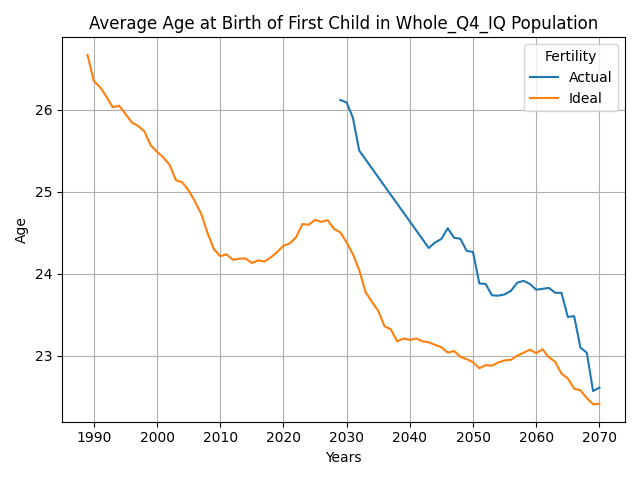 Average Age at Birth of First Child in Whole_Q4_IQ Population
Fertility
Actual
Ideal
26
25
24
23
Age
1990 2000 2010 2020 2030 2040 2050 2060 2070
Years